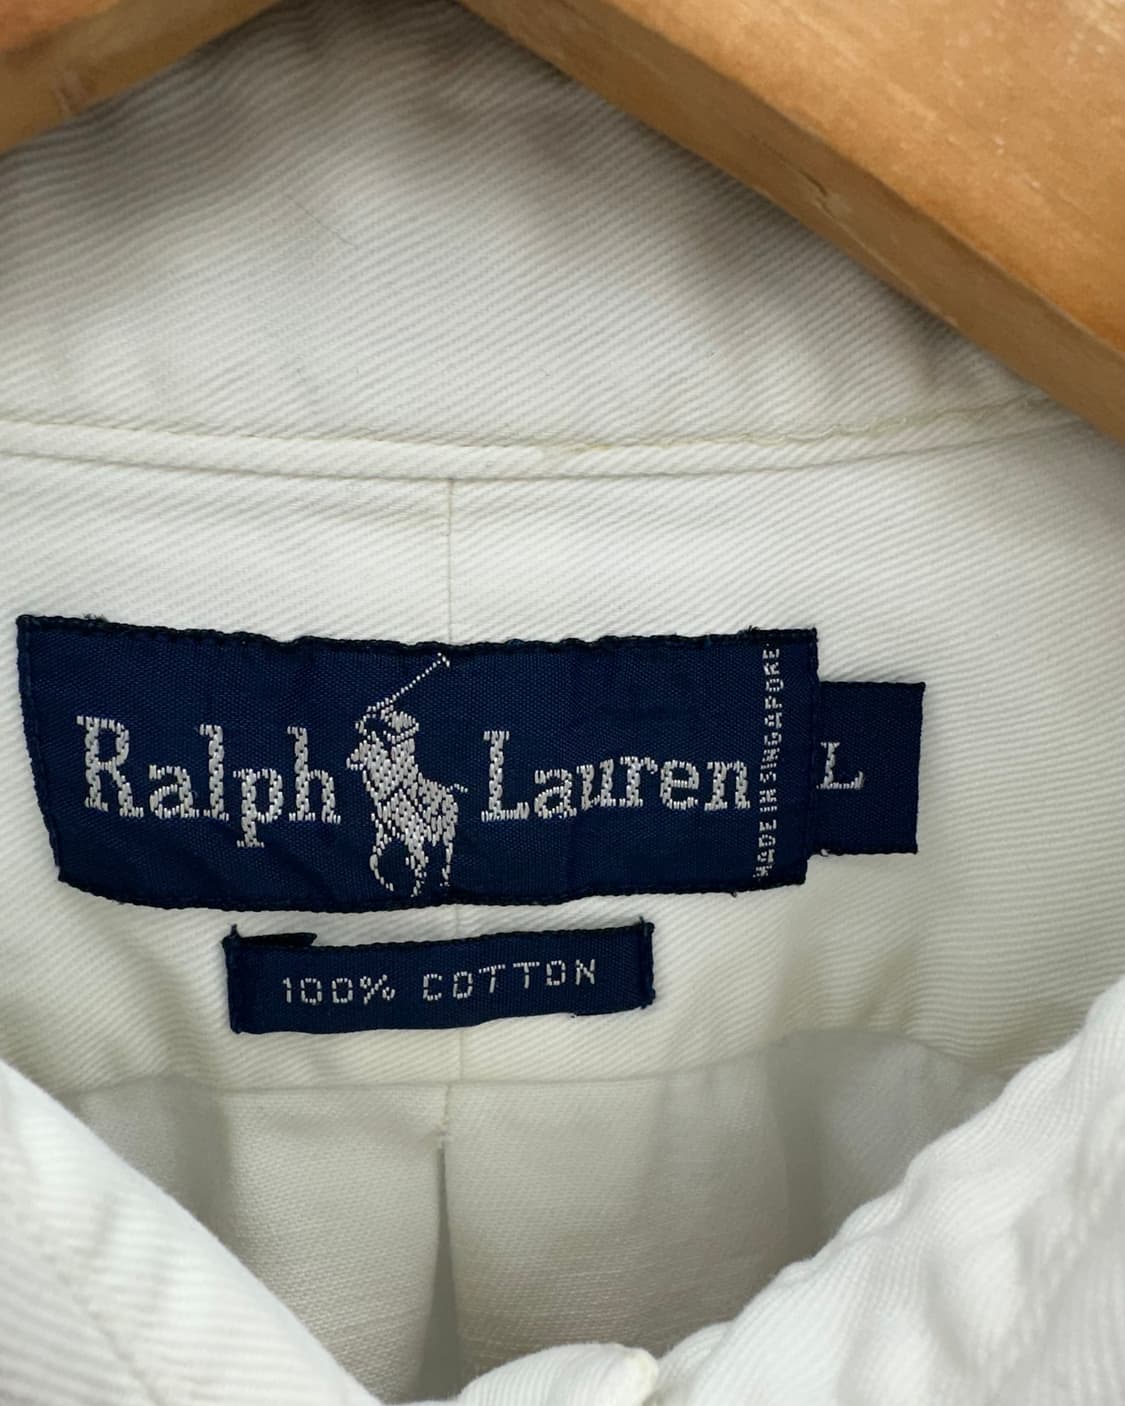 Ralph Lauren
MADE IN SINGAPORE
L
100% COTTON